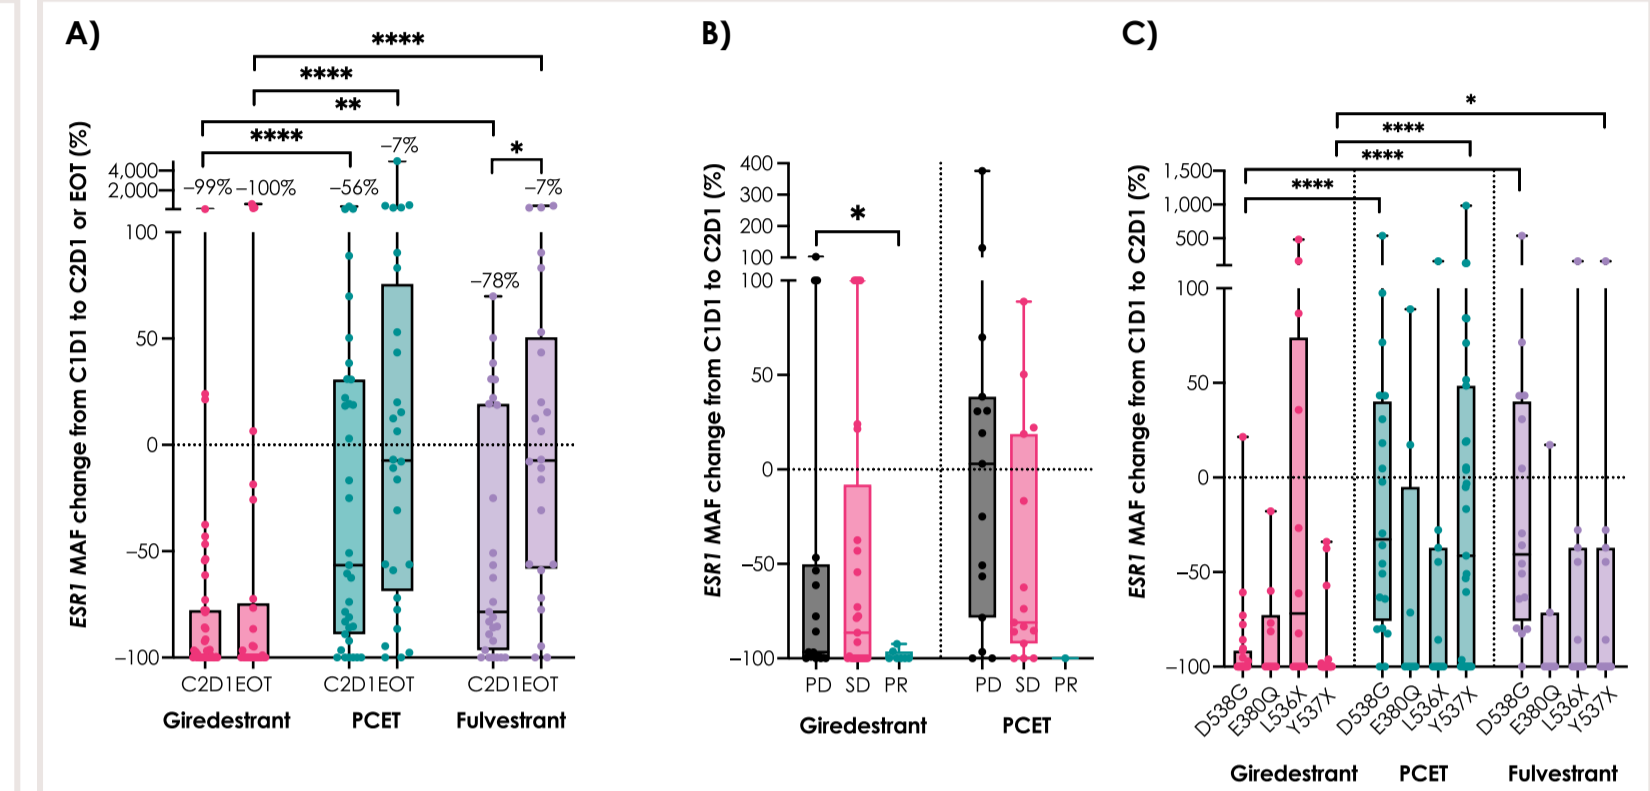 A)
ESR1 MAF change from C1D1 to C2D1 or EOT (%)
****
****
**
****
*
4,000
2,000
100
50
0
−50
−100
−99%
−100%
−56%
−7%
−78%
−7%
C2D1 EOT
C2D1 EOT
C2D1 EOT
Giredestrant
PCET
Fulvestrant
B)
ESR1 MAF change from C1D1 to C2D1 (%)
*
400
300
200
100
100
50
0
−50
−100
PD
SD
PR
PD
SD
PR
Giredestrant
PCET
C)
ESR1 MAF change from C1D1 to C2D1 (%)
*
****
****
****
1,500
1,000
500
100
50
0
−50
−100
D538G
E380Q
L536X
Y537X
D538G
E380Q
L536X
Y537X
D538G
E380Q
L536X
Y537X
Giredestrant
PCET
Fulvestrant